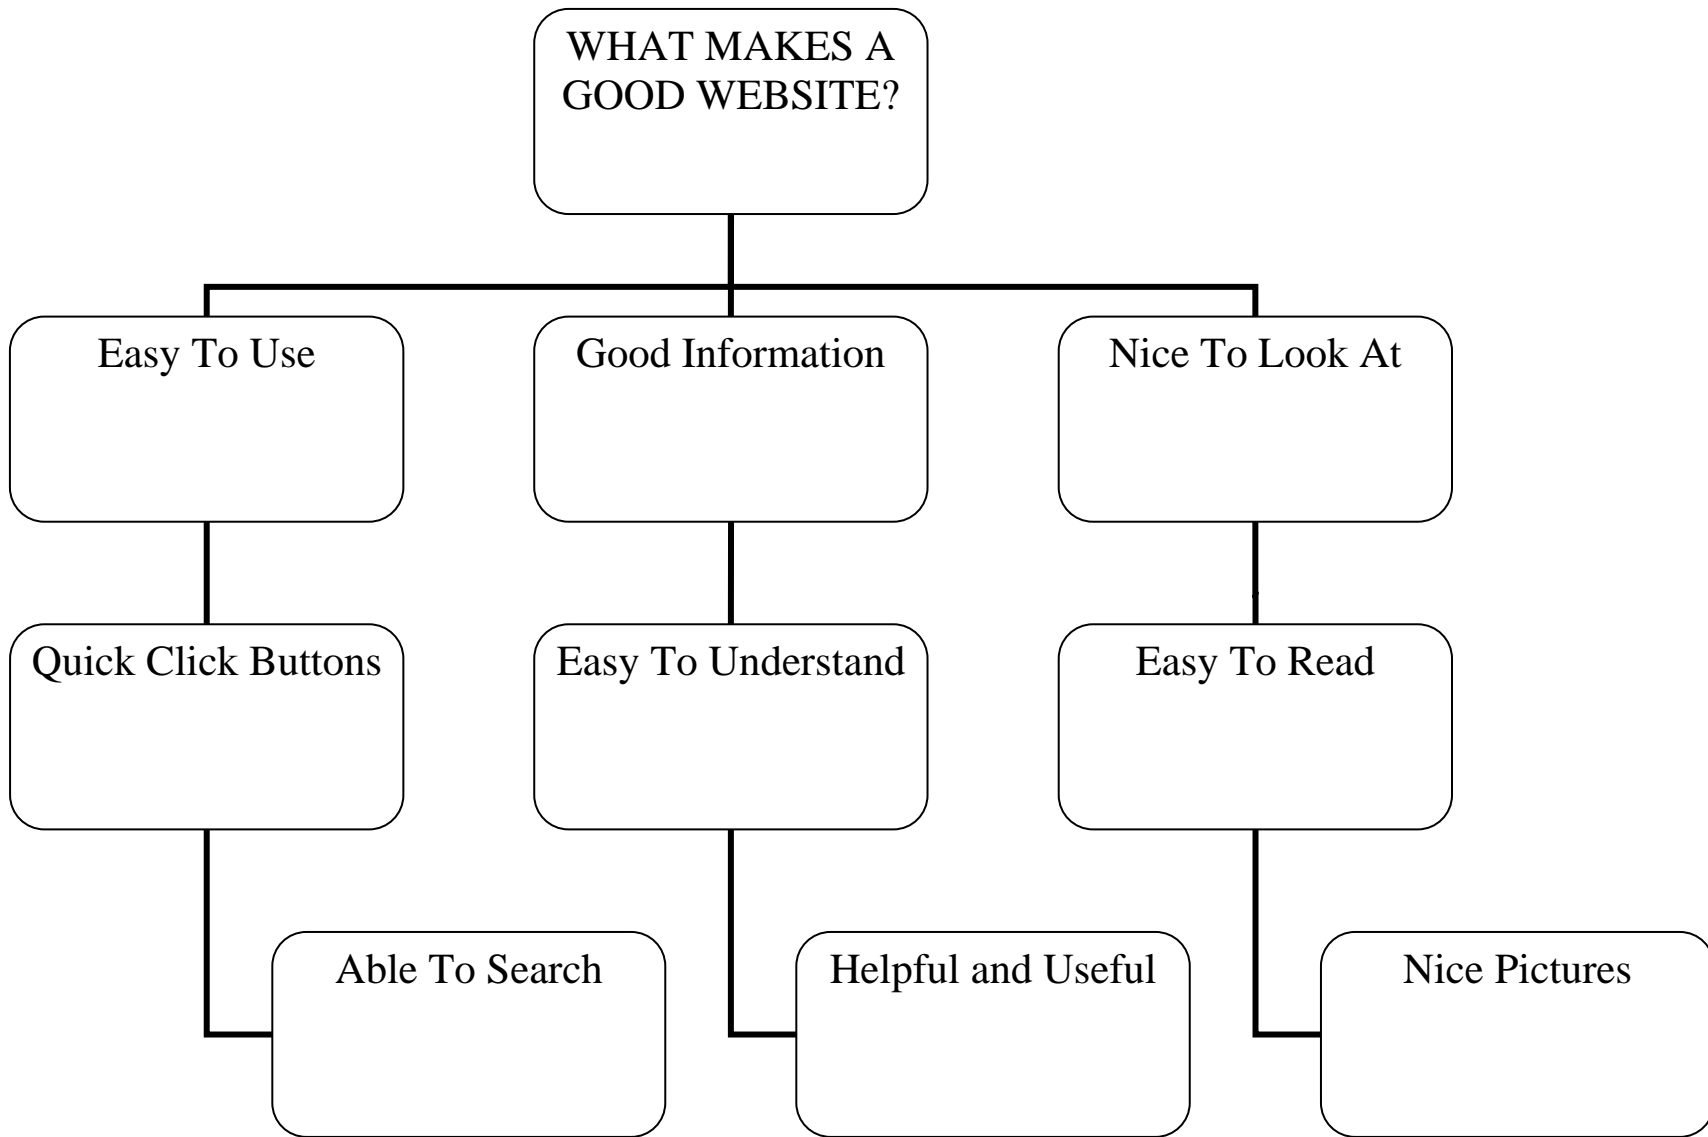 WHAT MAKES A
GOOD WEBSITE?
Easy To Use
Good Information
Nice To Look At
Quick Click Buttons
Easy To Understand
Easy To Read
Able To Search
Helpful and Useful
Nice Pictures